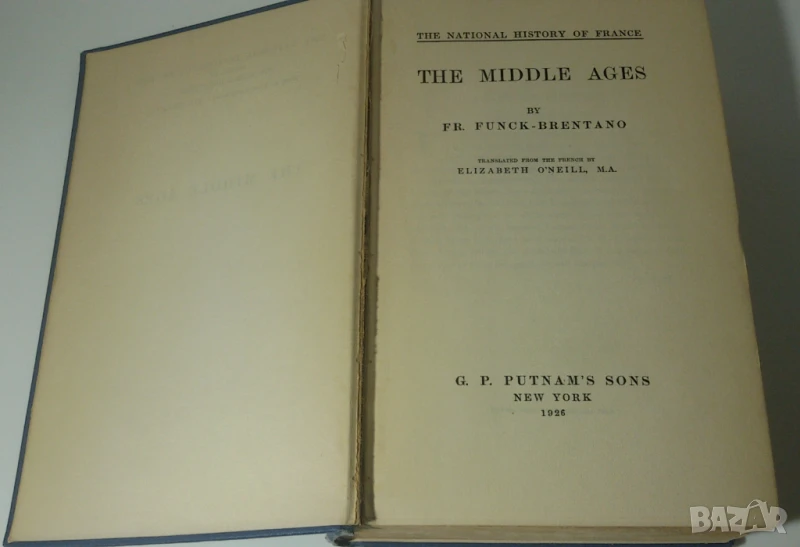 THE NATIONAL HISTORY OF FRANCE
THE MIDDLE AGES
BY
FR. FUNCK-BRENTANO
TRANSLATED FROM THE FRENCH BY
ELIZABETH O'NEILL, M.A.
G. P. PUTNAM'S SONS
NEW YORK
1926
BAZAR